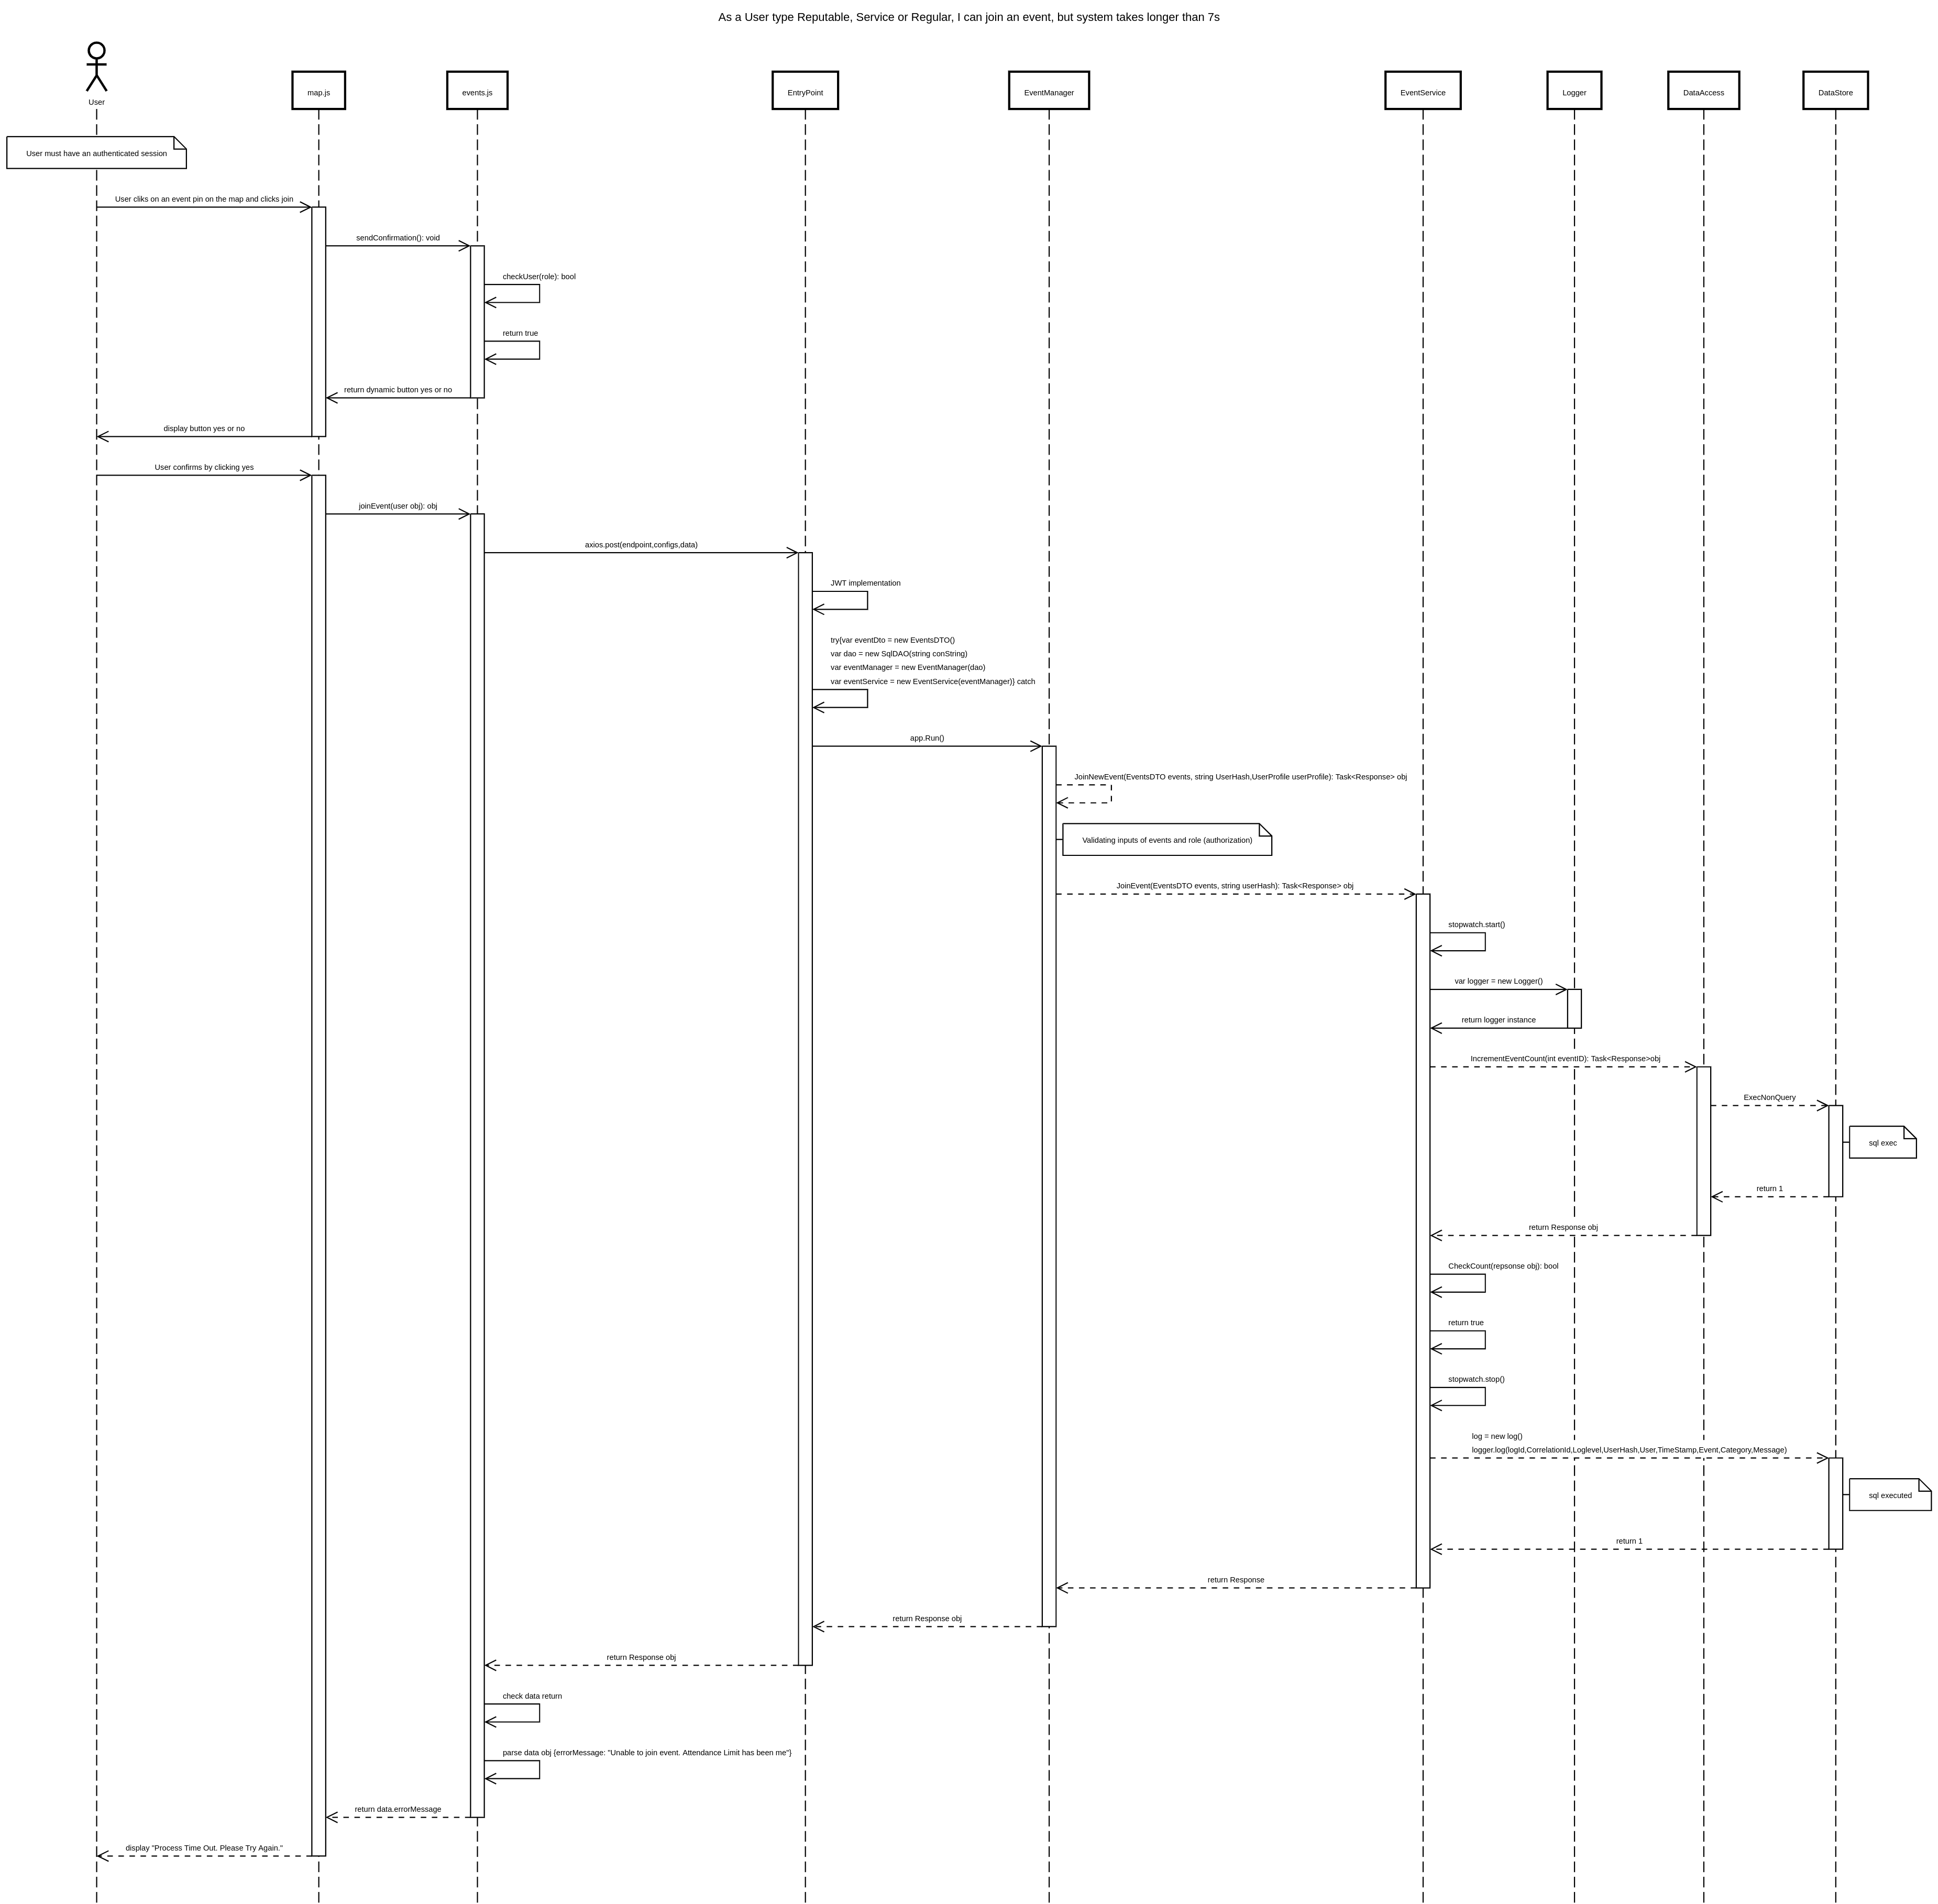 As a User type Reputable, Service or Regular, I can join an event, but system takes longer than 7s
User
map.js
events.js
EntryPoint
EventManager
EventService
Logger
DataAccess
DataStore
User must have an authenticated session
User cliks on an event pin on the map and clicks join
sendConfirmation(): void
checkUser(role): bool
return true
return dynamic button yes or no
display button yes or no
User confirms by clicking yes
joinEvent(user obj): obj
axios.post(endpoint,configs,data)
JWT implementation
try{var eventDto = new EventsDTO()
var dao = new SqlDAO(string conString)
var eventManager = new EventManager(dao)
var eventService = new EventService(eventManager)} catch
app.Run()
JoinNewEvent(EventsDTO events, string UserHash,UserProfile userProfile): Task<Response> obj
Validating inputs of events and role (authorization)
JoinEvent(EventsDTO events, string userHash): Task<Response> obj
stopwatch.start()
var logger = new Logger()
return logger instance
IncrementEventCount(int eventID): Task<Response>obj
ExecNonQuery
sql exec
return 1
return Response obj
CheckCount(repsonse obj): bool
return true
stopwatch.stop()
log = new log()
logger.log(logId,CorrelationId,Loglevel,UserHash,User,TimeStamp,Event,Category,Message)
sql executed
return 1
return Response
return Response obj
return Response obj
check data return
parse data obj {errorMessage: "Unable to join event. Attendance Limit has been me"}
return data.errorMessage
display "Process Time Out. Please Try Again."